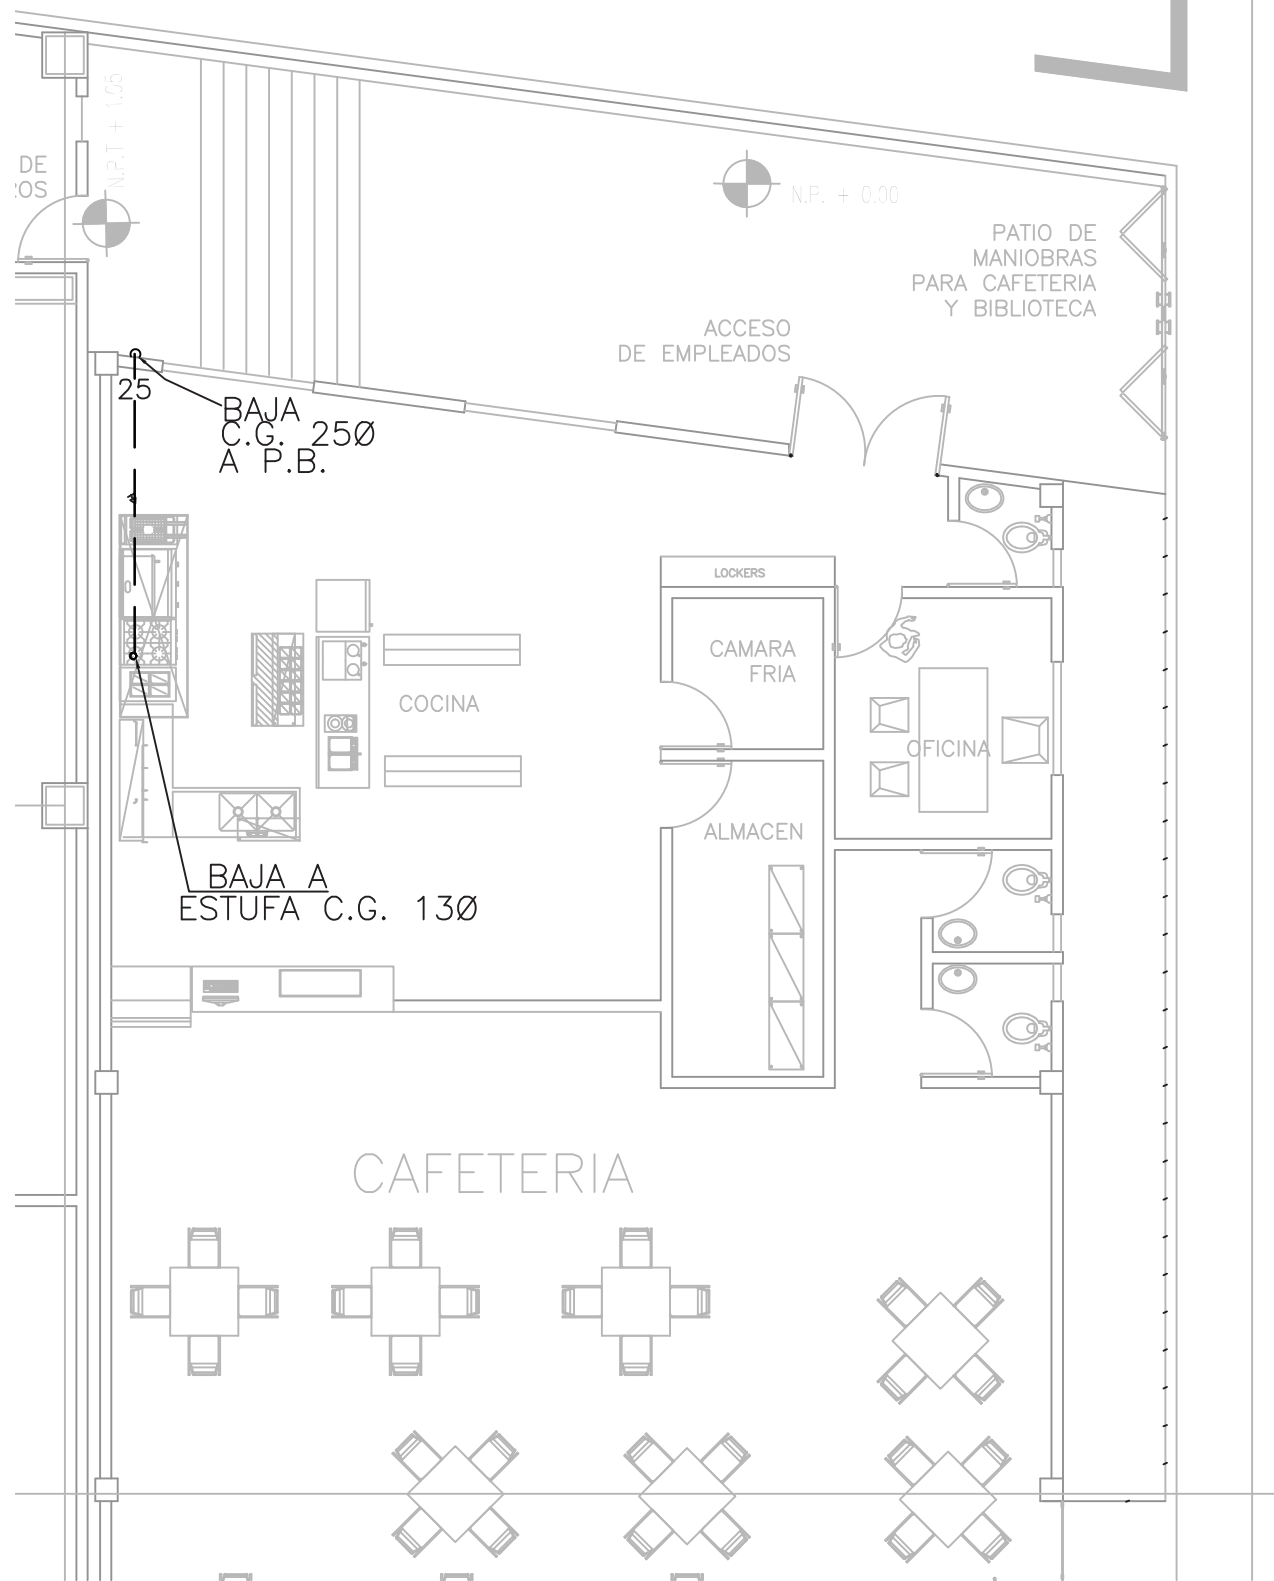 N.P.T + 1.05
DE
ROS
N.P. + 0.00
PATIO DE
MANIOBRAS
PARA CAFETERIA
Y BIBLIOTECA
ACCESO
DE EMPLEADOS
25
BAJA
C.G. 25Ø
A P.B.
LOCKERS
CAMARA
FRIA
COCINA
OFICINA
ALMACEN
BAJA A
ESTUFA C.G. 13Ø
CAFETERIA